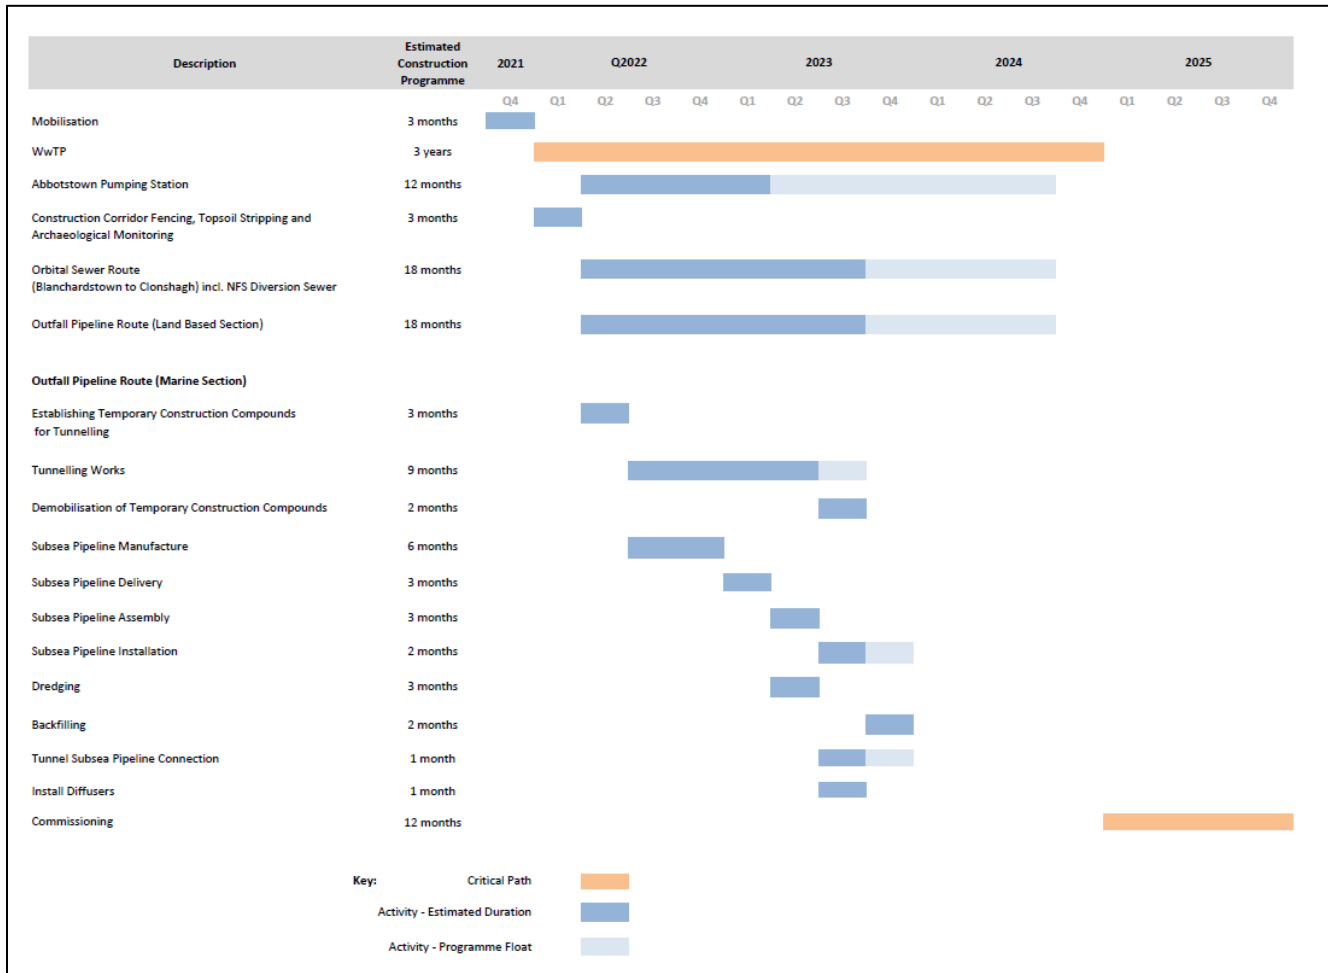 Description Estimated Construction Programme 2021 Q2022 2023 2024 2025
Q4 Q1 Q2 Q3 Q4 Q1 Q2 Q3 Q4 Q1 Q2 Q3 Q4 Q1 Q2 Q3 Q4
Mobilisation 3 months
WwTP 3 years
Abbotstown Pumping Station 12 months
Construction Corridor Fencing, Topsoil Stripping and 3 months
Archaeological Monitoring
Orbital Sewer Route 18 months
(Blanchardstown to Clonshagh) incl. NFS Diversion Sewer
Outfall Pipeline Route (Land Based Section) 18 months
Outfall Pipeline Route (Marine Section)
Establishing Temporary Construction Compounds 3 months
for Tunnelling
Tunnelling Works 9 months
Demobilisation of Temporary Construction Compounds 2 months
Subsea Pipeline Manufacture 6 months
Subsea Pipeline Delivery 3 months
Subsea Pipeline Assembly 3 months
Subsea Pipeline Installation 2 months
Dredging 3 months
Backfilling 2 months
Tunnel Subsea Pipeline Connection 1 month
Install Diffusers 1 month
Commissioning 12 months
Key: Critical Path
Activity - Estimated Duration
Activity - Programme Float